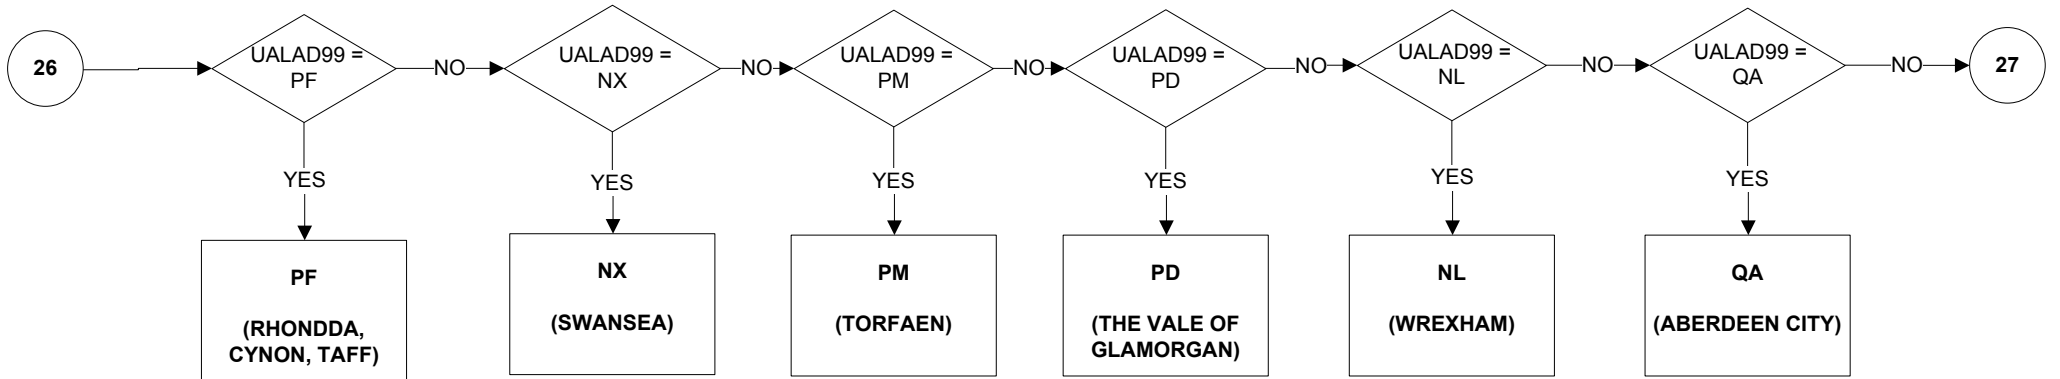 26
UALAD99 =
PF
NO
UALAD99 =
NX
NO
UALAD99 =
PM
NO
UALAD99 =
PD
NO
UALAD99 =
NL
NO
UALAD99 =
QA
NO
27
YES
YES
YES
YES
YES
YES
PF
(RHONDDA,
CYNON, TAFF)
NX
(SWANSEA)
PM
(TORFAEN)
PD
(THE VALE OF
GLAMORGAN)
NL
(WREXHAM)
QA
(ABERDEEN CITY)